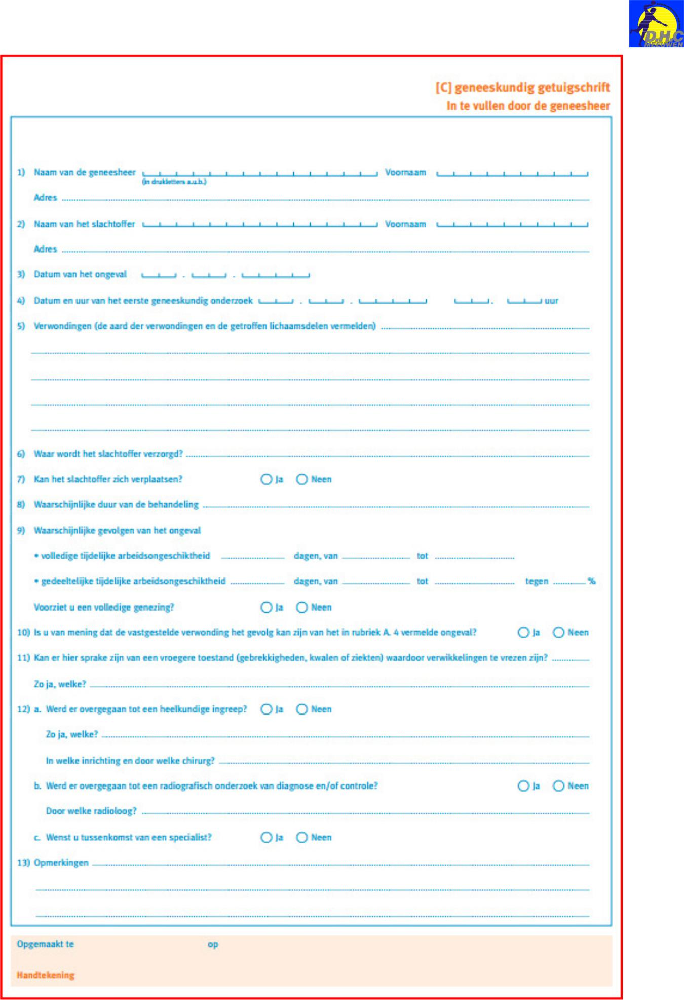 D.H.C
MEEUWEN
[C] geneeskundig getuigschrift
In te vullen door de geneesheer
1) Naam van de geneesheer Voornaam
(in drukletters a.u.b.)
Adres
2) Naam van het slachtoffer Voornaam
Adres
3) Datum van het ongeval . .
4) Datum en uur van het eerste geneeskundig onderzoek . . . uur
5) Verwondingen (de aard der verwondingen en de getroffen lichaamsdelen vermelden)
6) Waar wordt het slachtoffer verzorgd?
7) Kan het slachtoffer zich verplaatsen? Ja Neen
8) Waarschijnlijke duur van de behandeling
9) Waarschijnlijke gevolgen van het ongeval
• volledige tijdelijke arbeidsongeschiktheid dagen, van tot
• gedeeltelijke tijdelijke arbeidsongeschiktheid dagen, van tot tegen %
Voorziet u een volledige genezing? Ja Neen
10) Is u van mening dat de vastgestelde verwonding het gevolg kan zijn van het in rubriek A. 4 vermelde ongeval? Ja Neen
11) Kan er hier sprake zijn van een vroegere toestand (gebrekkigheden, kwalen of ziekten) waardoor verwikkelingen te vrezen zijn?
Zo ja, welke?
12) a. Werd er overgegaan tot een heelkundige ingreep? Ja Neen
Zo ja, welke?
In welke inrichting en door welke chirurg?
b. Werd er overgegaan tot een radiografisch onderzoek van diagnose en/of controle? Ja Neen
Door welke radioloog?
c. Wenst u tussenkomst van een specialist? Ja Neen
13) Opmerkingen
Opgemaakt te op
Handtekening